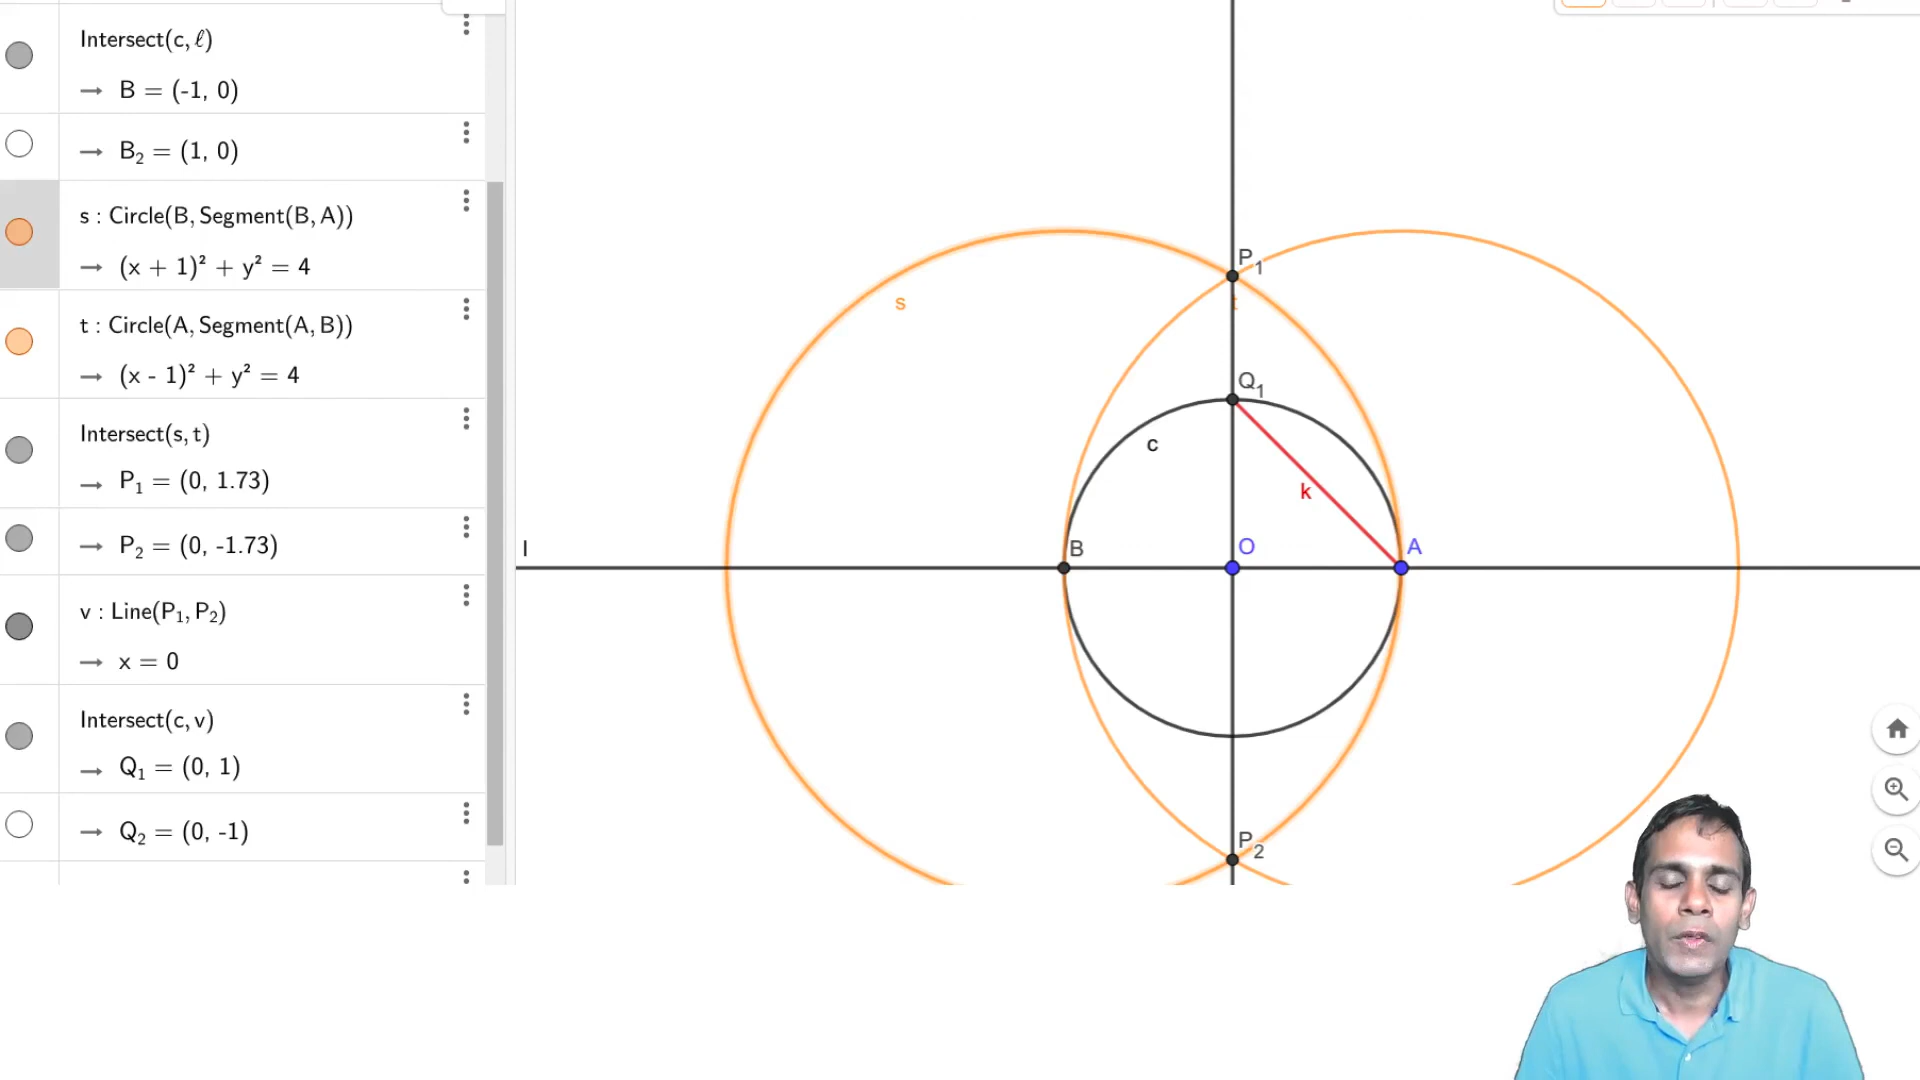 Intersect(c, ℓ)
→ B = (-1, 0)
→ B₂ = (1, 0)
s : Circle(B, Segment(B, A))
→ (x + 1)² + y² = 4
t : Circle(A, Segment(A, B))
→ (x - 1)² + y² = 4
Intersect(s, t)
→ P₁ = (0, 1.73)
→ P₂ = (0, -1.73)
v : Line(P₁, P₂)
→ x = 0
Intersect(c, v)
→ Q₁ = (0, 1)
→ Q₂ = (0, -1)
P₁
s
t
Q₁
c
k
l
B
O
A
P₂